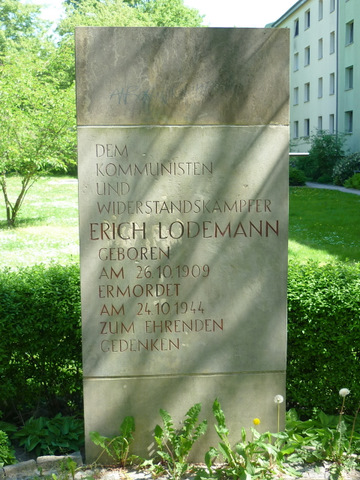 DEM
KOMMUNISTEN
UND
WIDERSTANDSKÄMPFER
ERICH LODEMANN
GEBOREN
AM 26.10.1909
ERMORDET
AM 24.10.1944
ZUM EHRENDEN
GEDENKEN